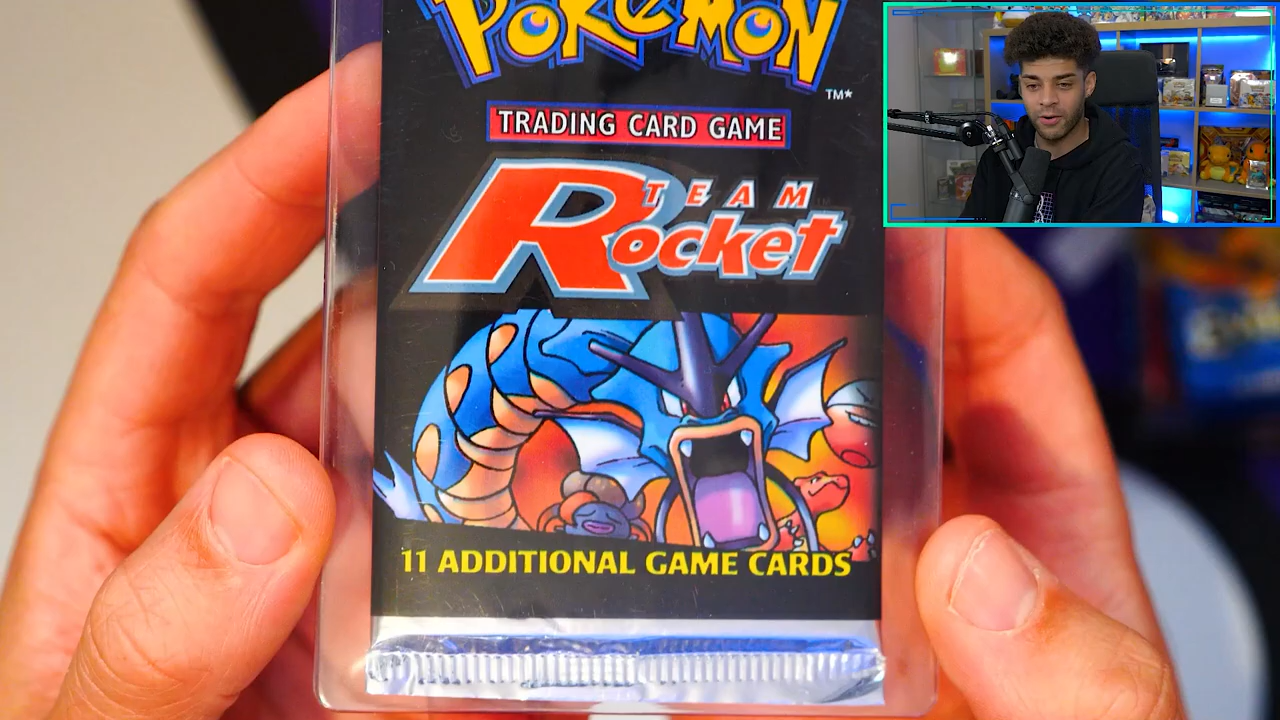 POKéMON
TM*
TRADING CARD GAME
TEAM
Rocket
11 ADDITIONAL GAME CARDS